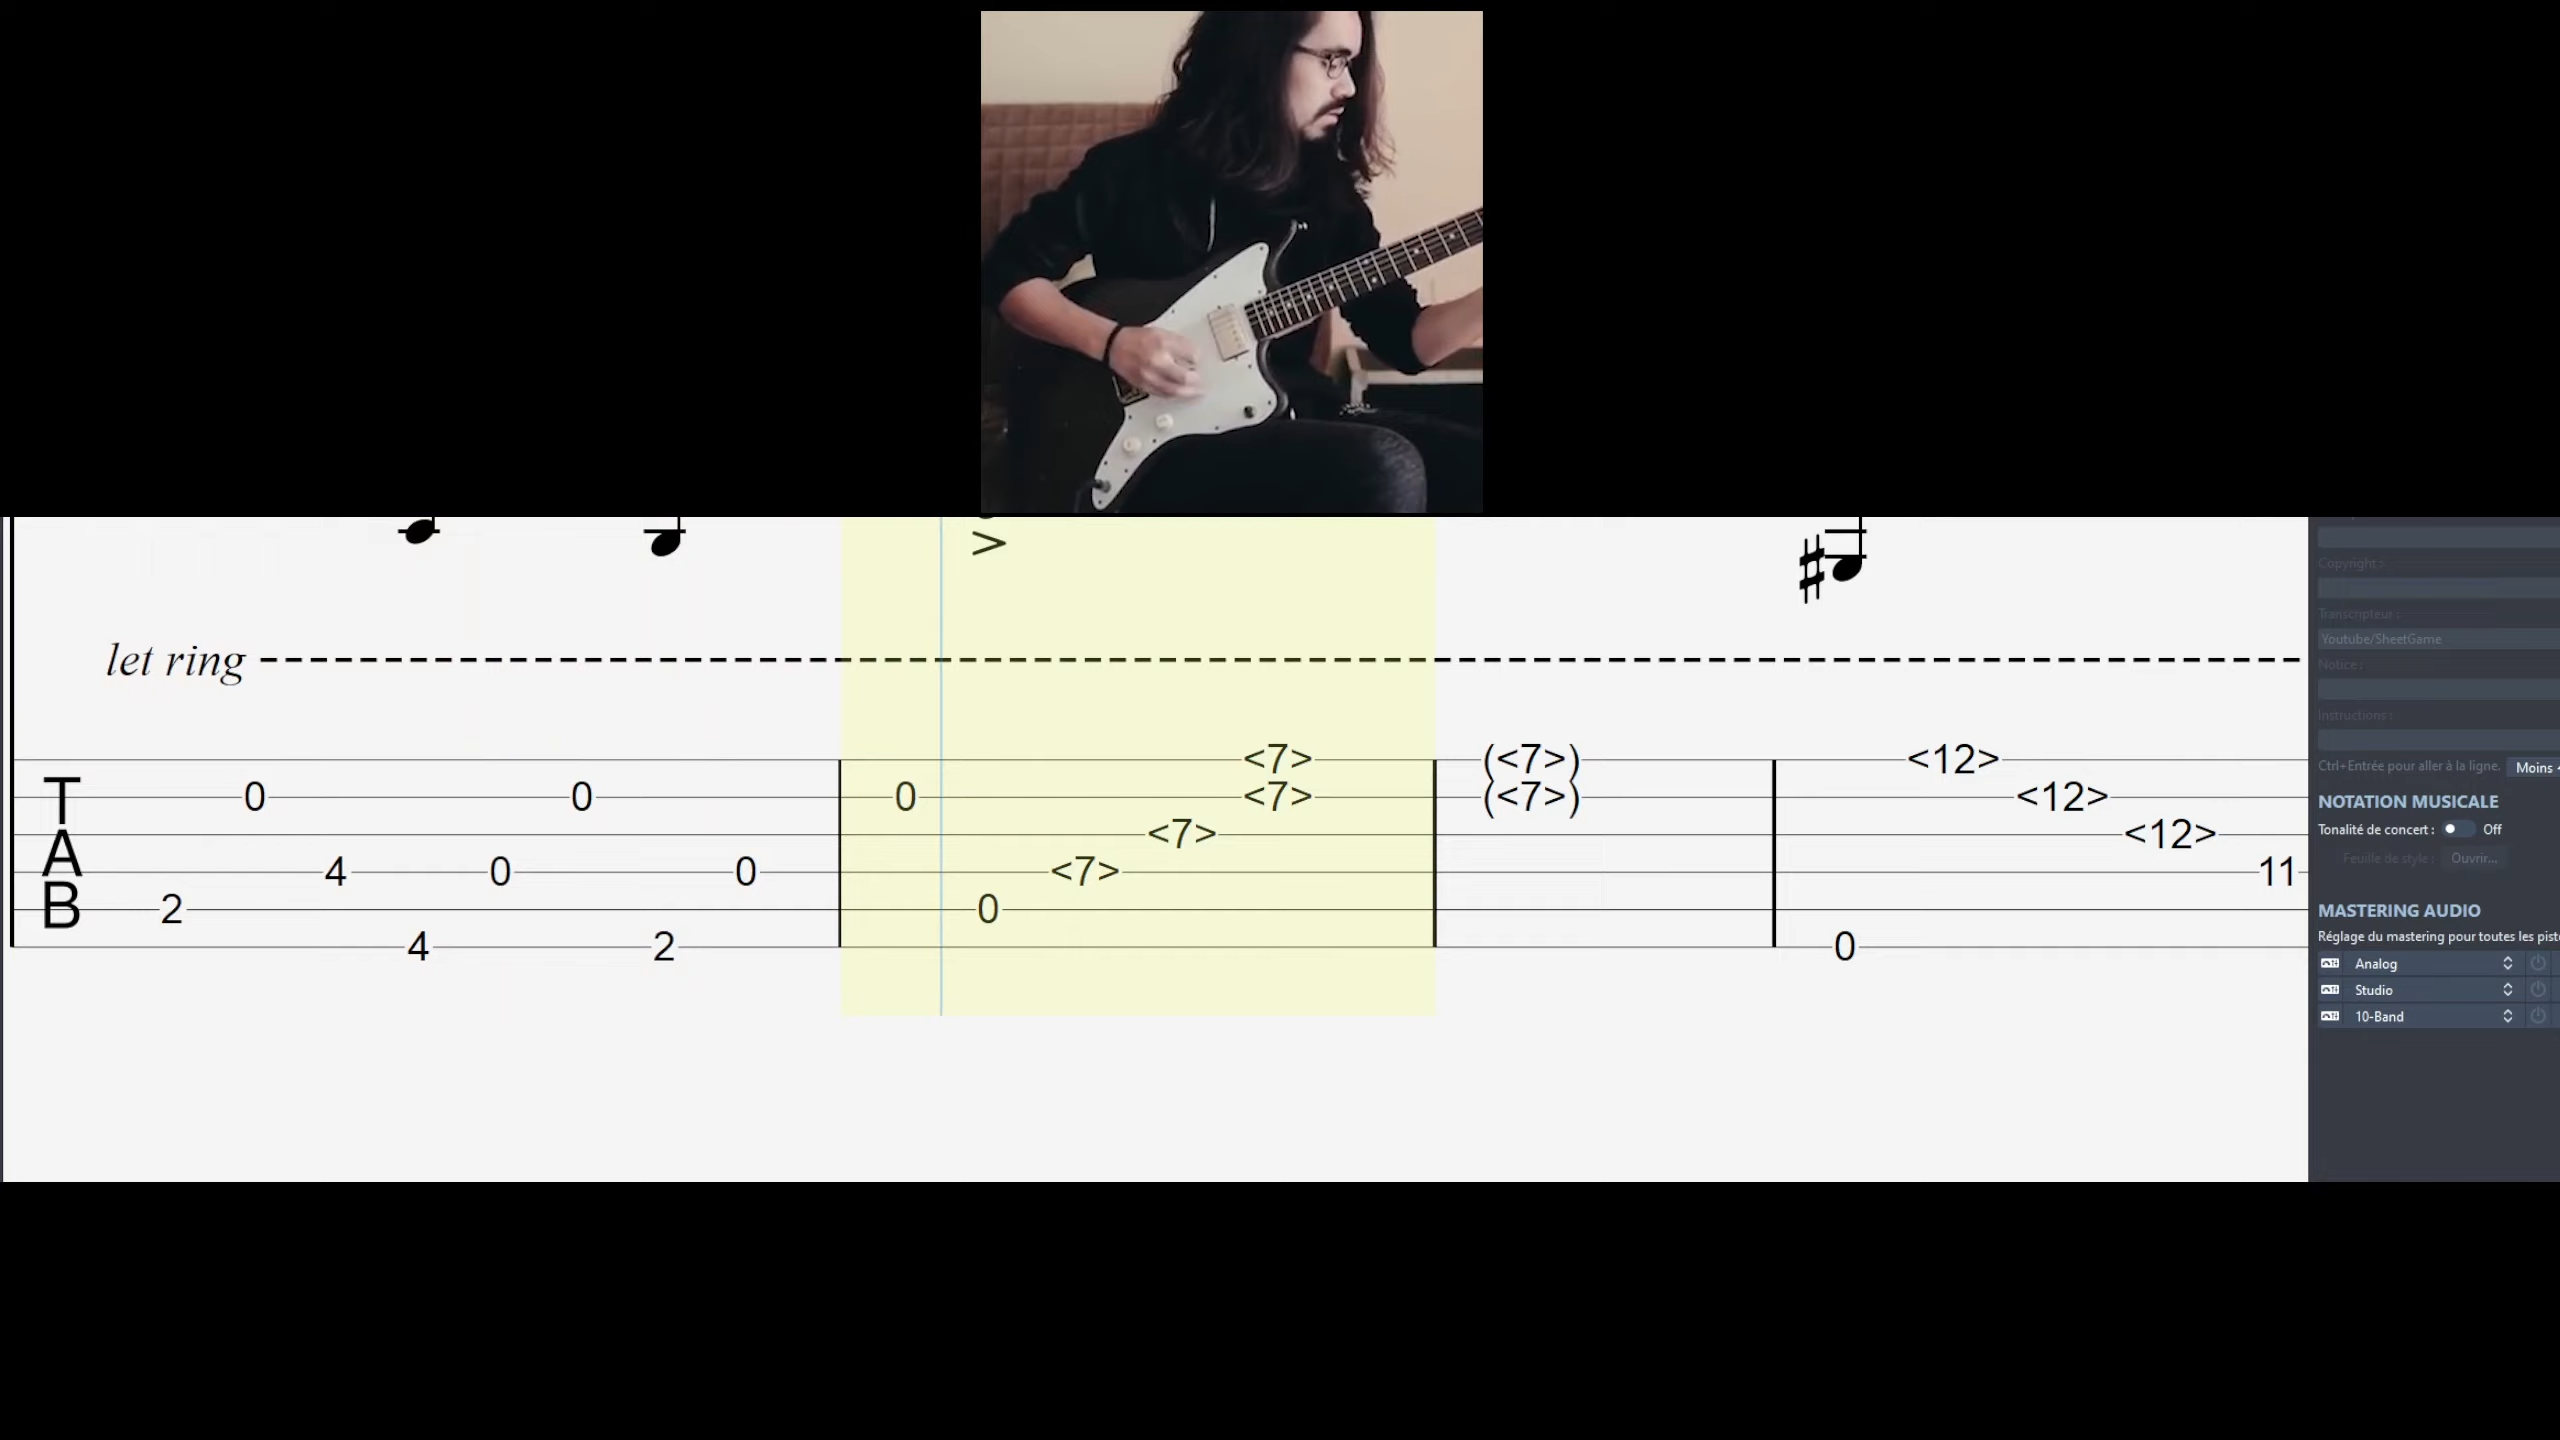 Copyright :
Transcripteur :
Youtube/SheetGame
Notice :
Instructions :
Ctrl+Entrée pour aller à la ligne. Moins
NOTATION MUSICALE
Tonalité de concert : Off
Feuille de style : Ouvrir...
MASTERING AUDIO
Réglage du mastering pour toutes les piste
Analog
Studio
10-Band
let ring
<7> (<7>) <12>
T 0 0 0 <7> (<7>) <12>
<7> <12>
A 4 0 0 <7> 11
B 2 0
4 2 0